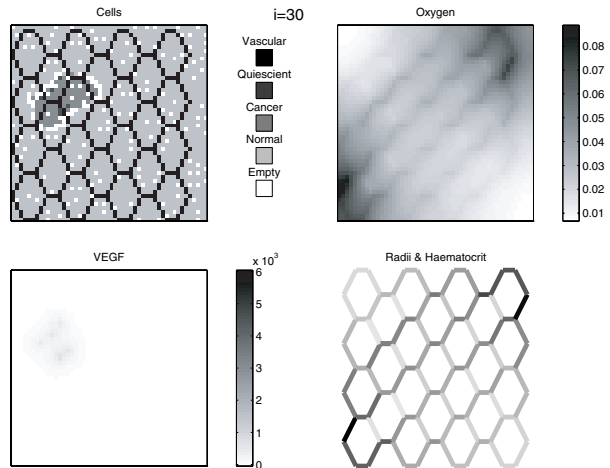 Cells
i=30
Oxygen
Vascular
Quiescient
Cancer
Normal
Empty
0.08
0.07
0.06
0.05
0.04
0.03
0.02
0.01
VEGF
x 10³
6
5
4
3
2
1
0
Radii & Haematocrit